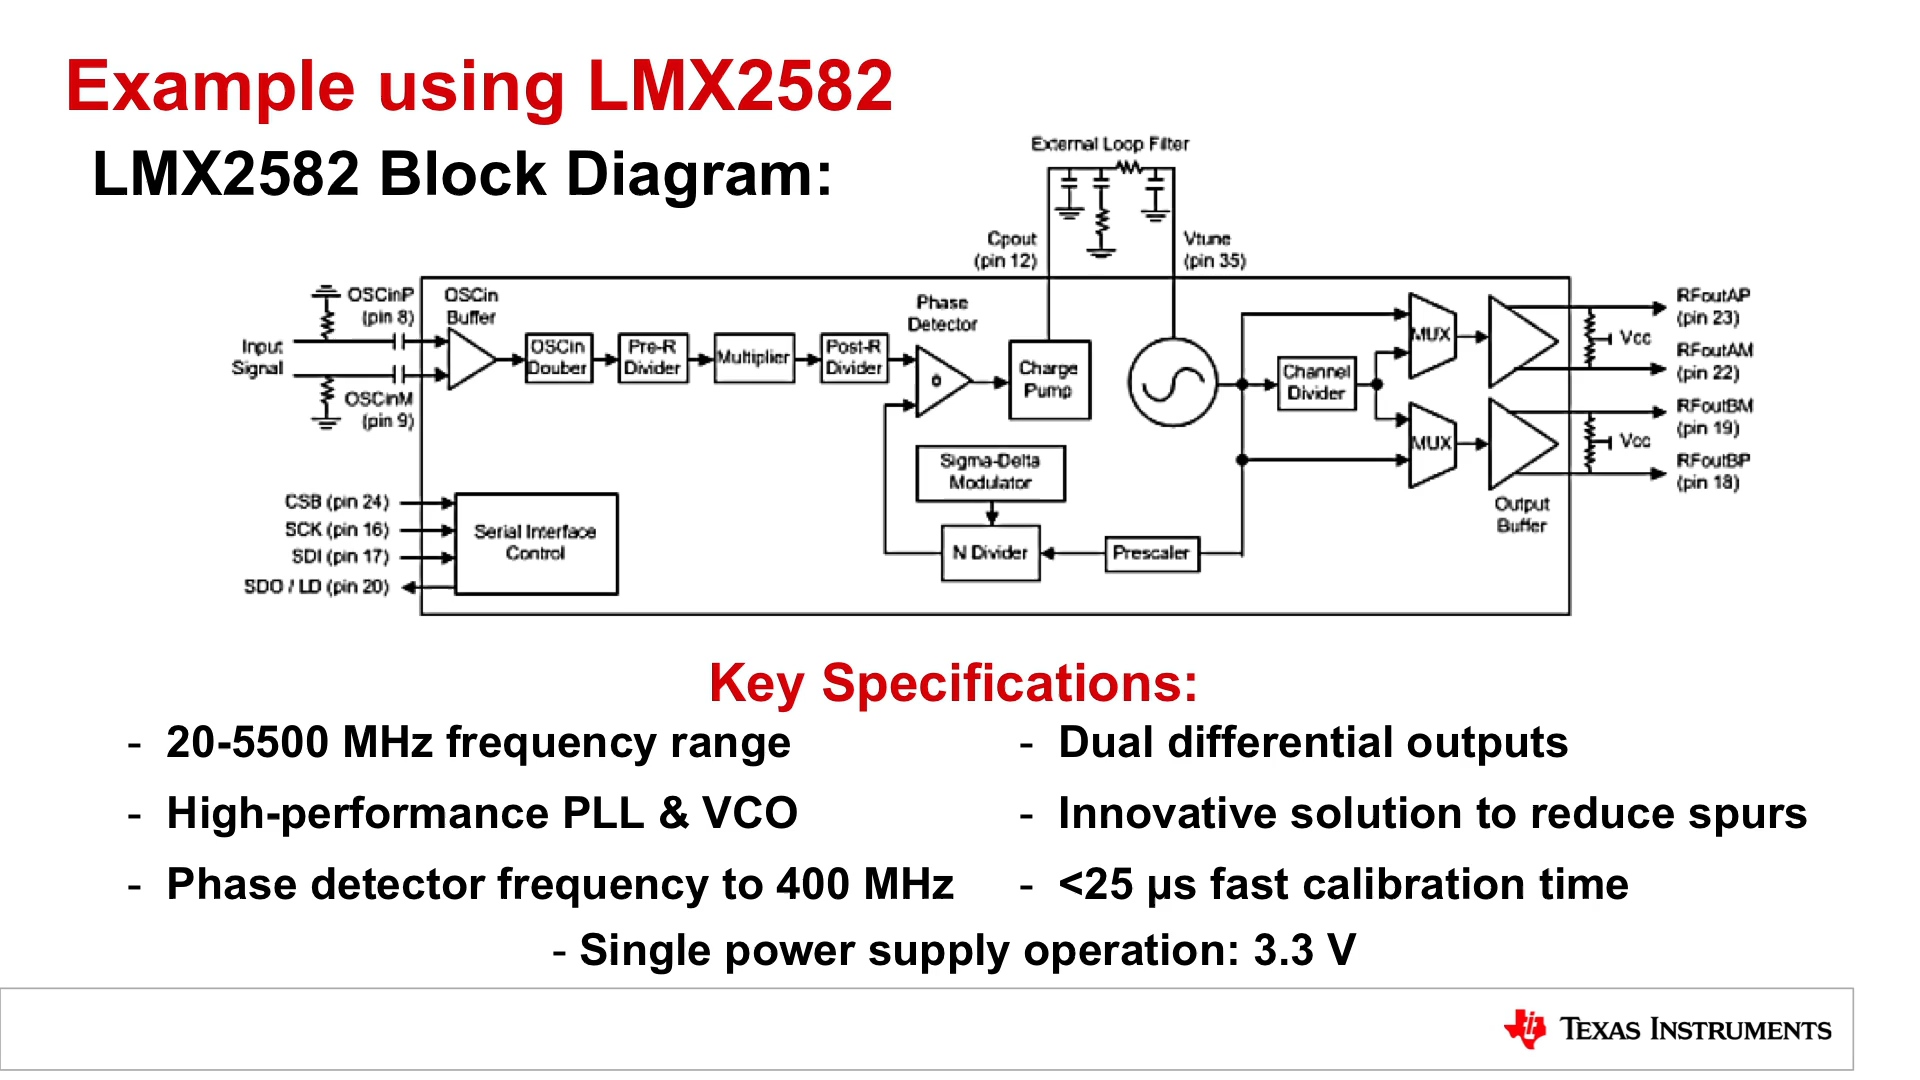 Example using LMX2582
LMX2582 Block Diagram:
External Loop Filter
Cpout
(pin 12)
Vtune
(pin 35)
OSCinP
(pin 8)
OSCin
Buffer
Input
Signal
OSCinM
(pin 9)
OSCin
Douber
Pre-R
Divider
Multiplier
Post-R
Divider
Phase
Detector
Charge
Pump
Channel
Divider
MUX
MUX
Vcc
Vcc
RFoutAP
(pin 23)
RFoutAM
(pin 22)
RFoutBM
(pin 19)
RFoutBP
(pin 18)
Output
Buffer
Sigma-Delta
Modulator
N Divider
Prescaler
CSB (pin 24)
SCK (pin 16)
SDI (pin 17)
SDO / LD (pin 20)
Serial Interface
Control
Key Specifications:
- 20-5500 MHz frequency range
- High-performance PLL & VCO
- Phase detector frequency to 400 MHz
- Dual differential outputs
- Innovative solution to reduce spurs
- <25 µs fast calibration time
- Single power supply operation: 3.3 V
TEXAS INSTRUMENTS